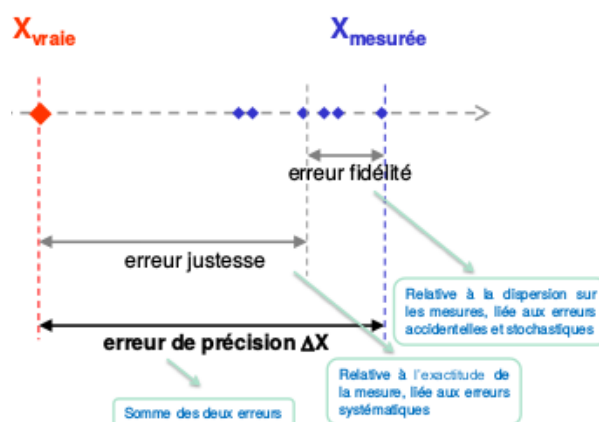 Xvraie
Xmesurée
erreur fidélité
erreur justesse
Relative à la dispersion sur
les mesures, liée aux erreurs
accidentelles et stochastiques
erreur de précision ΔX
Relative à l'exactitude de
la mesure, liée aux erreurs
systématiques
Somme des deux erreurs